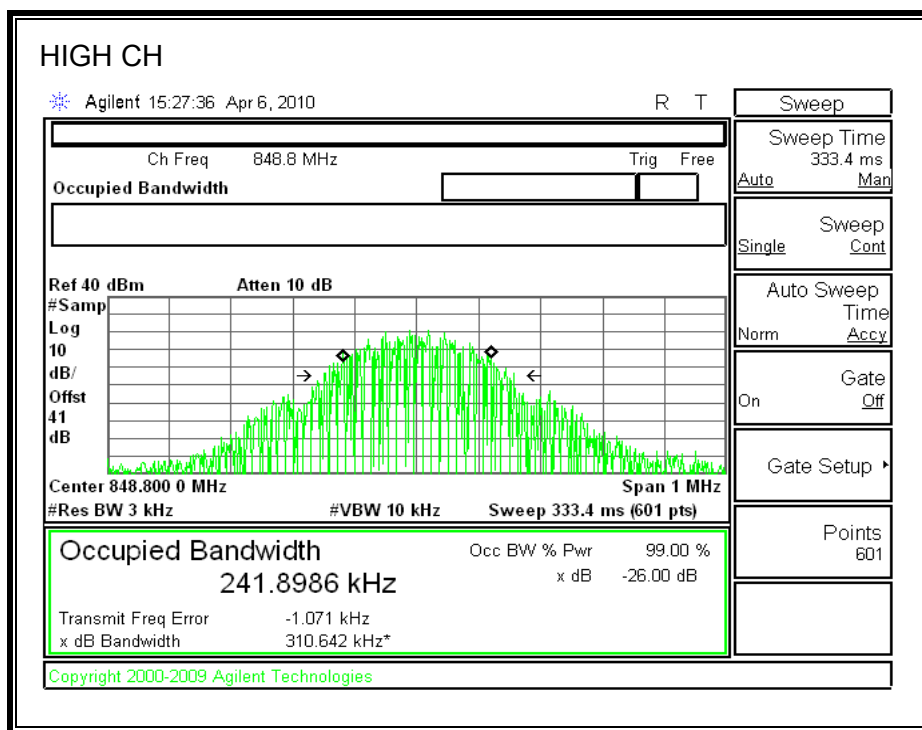 HIGH CH
Agilent 15:27:36 Apr 6, 2010 R T
Sweep
Ch Freq 848.8 MHz Trig Free
Occupied Bandwidth
Sweep Time
333.4 ms
Auto Man
Sweep
Single Cont
Ref 40 dBm Atten 10 dB
#Samp
Log
10
dB/
Offst
41
dB
Auto Sweep
Time
Norm Accy
Gate
On Off
Gate Setup
Center 848.800 0 MHz Span 1 MHz
#Res BW 3 kHz #VBW 10 kHz Sweep 333.4 ms (601 pts)
Points
601
Occupied Bandwidth Occ BW % Pwr 99.00 %
241.8986 kHz x dB -26.00 dB
Transmit Freq Error -1.071 kHz
x dB Bandwidth 310.642 kHz*
Copyright 2000-2009 Agilent Technologies